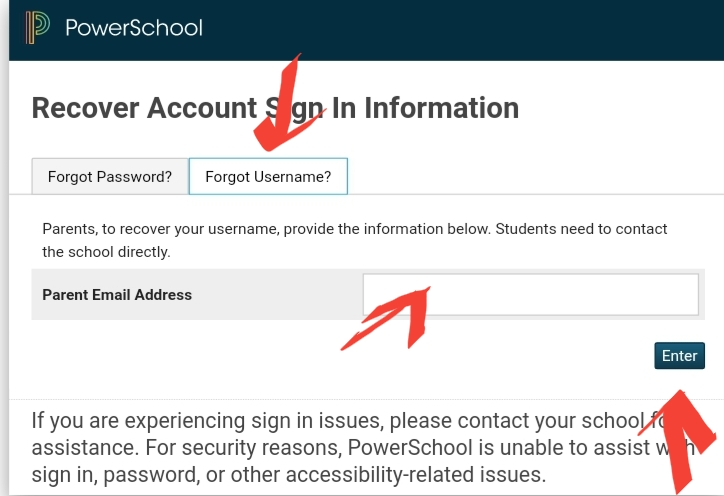 PowerSchool
Recover Account Sign In Information
Forgot Password?
Forgot Username?
Parents, to recover your username, provide the information below. Students need to contact
the school directly.
Parent Email Address
Enter
If you are experiencing sign in issues, please contact your school for
assistance. For security reasons, PowerSchool is unable to assist with
sign in, password, or other accessibility-related issues.